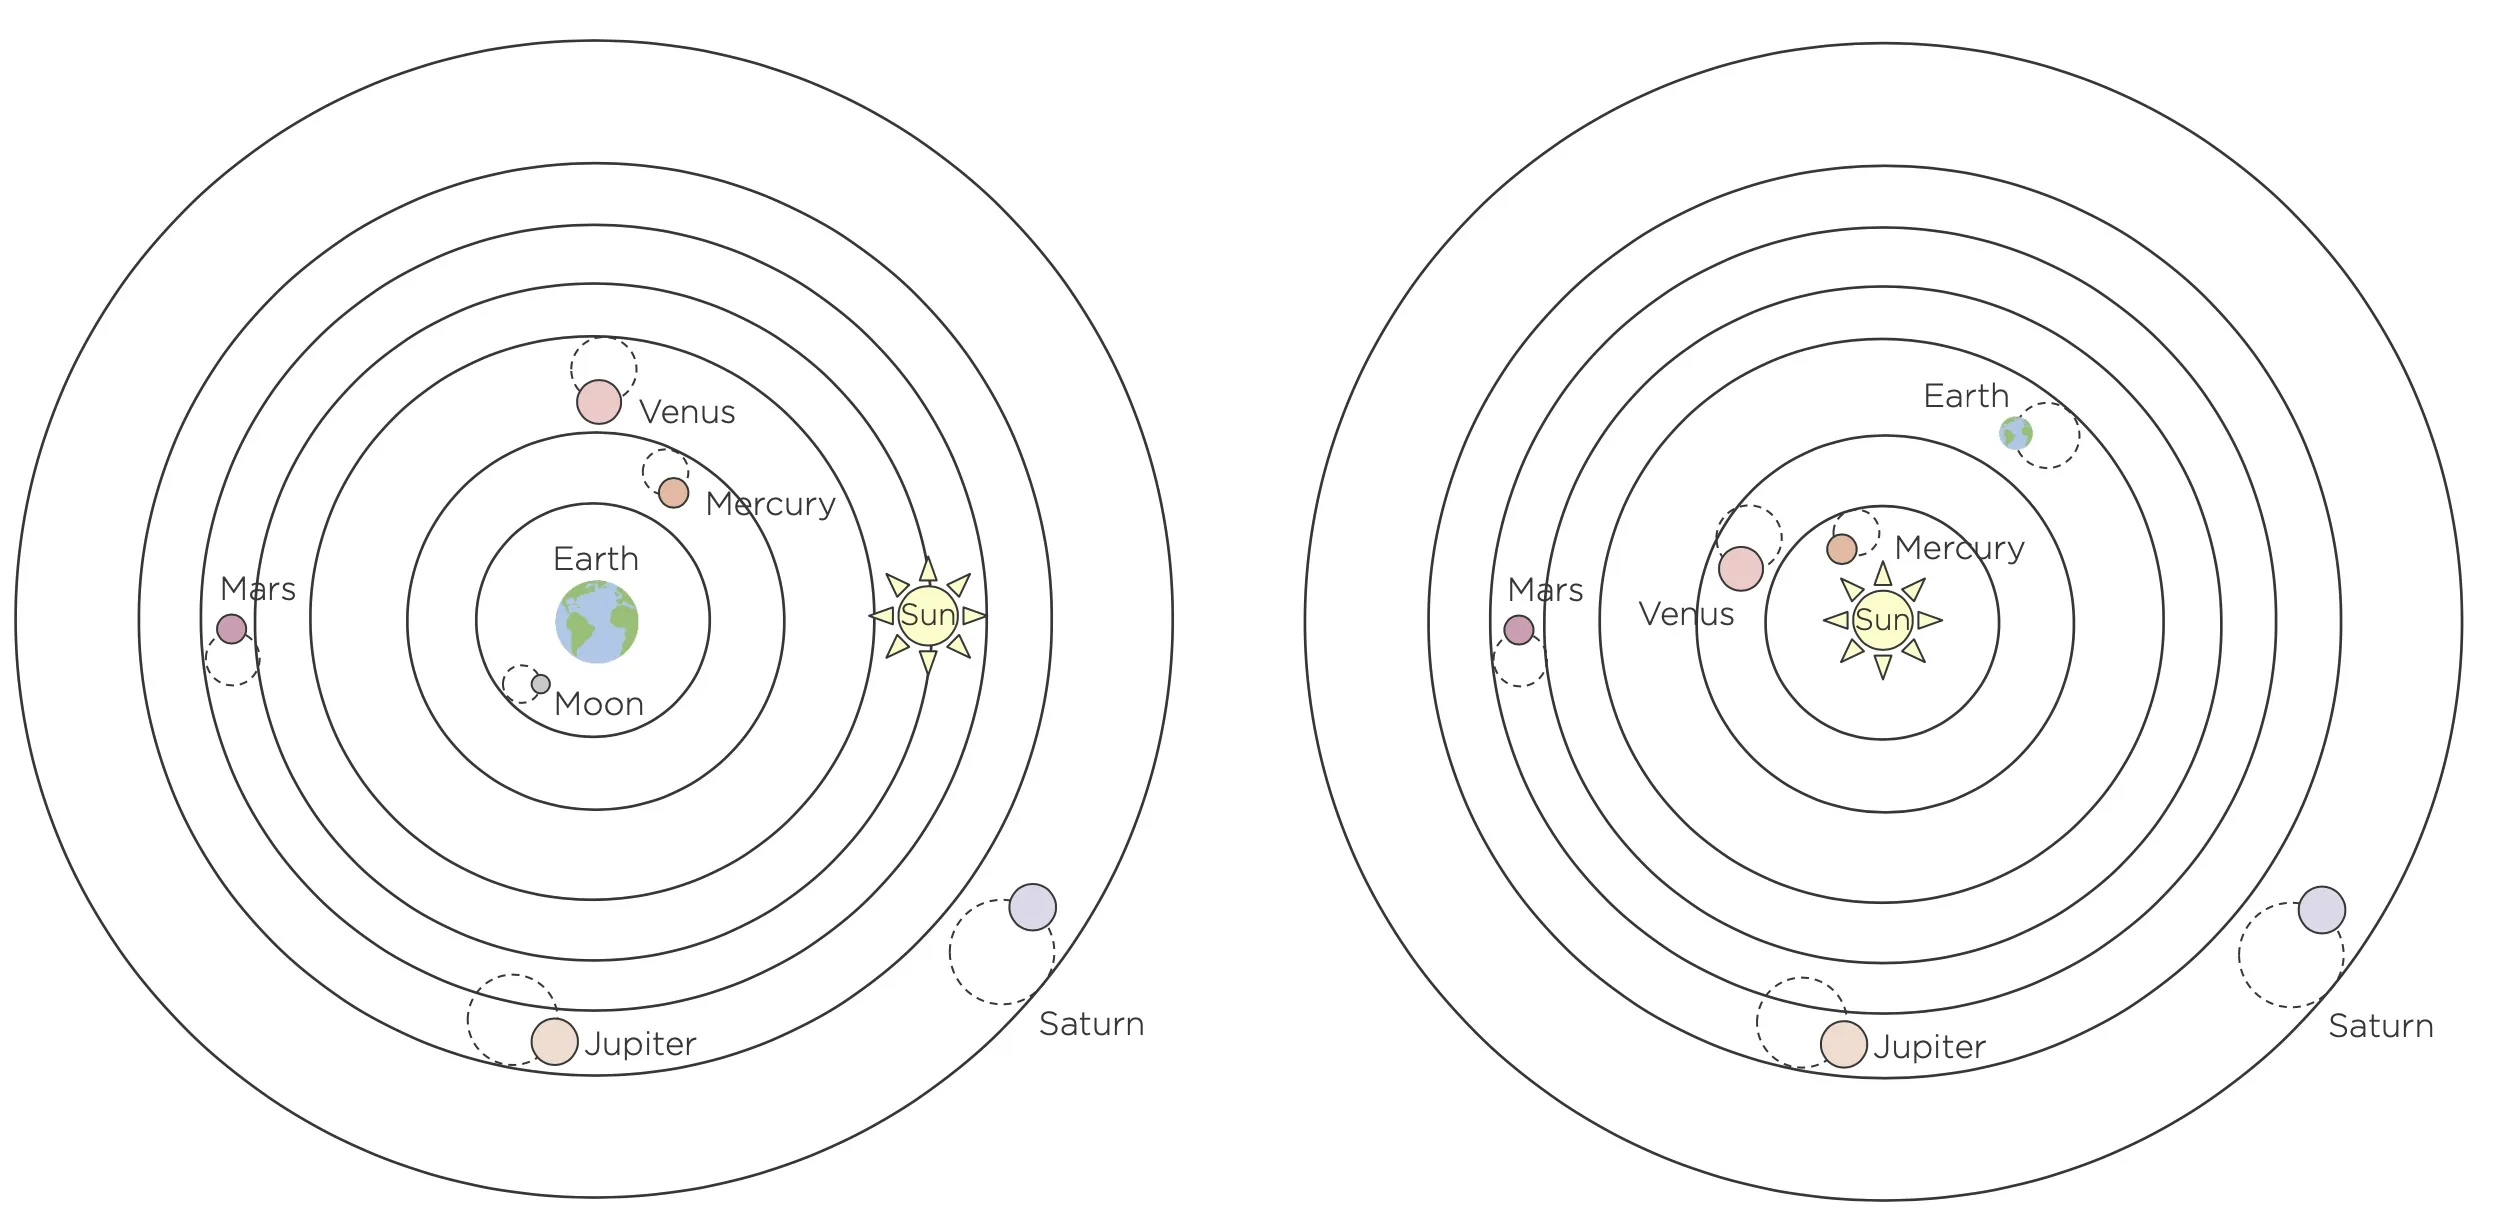 Venus
Mercury
Earth
Mars
Sun
Moon
Jupiter
Saturn
Earth
Mercury
Mars
Venus
Sun
Jupiter
Saturn